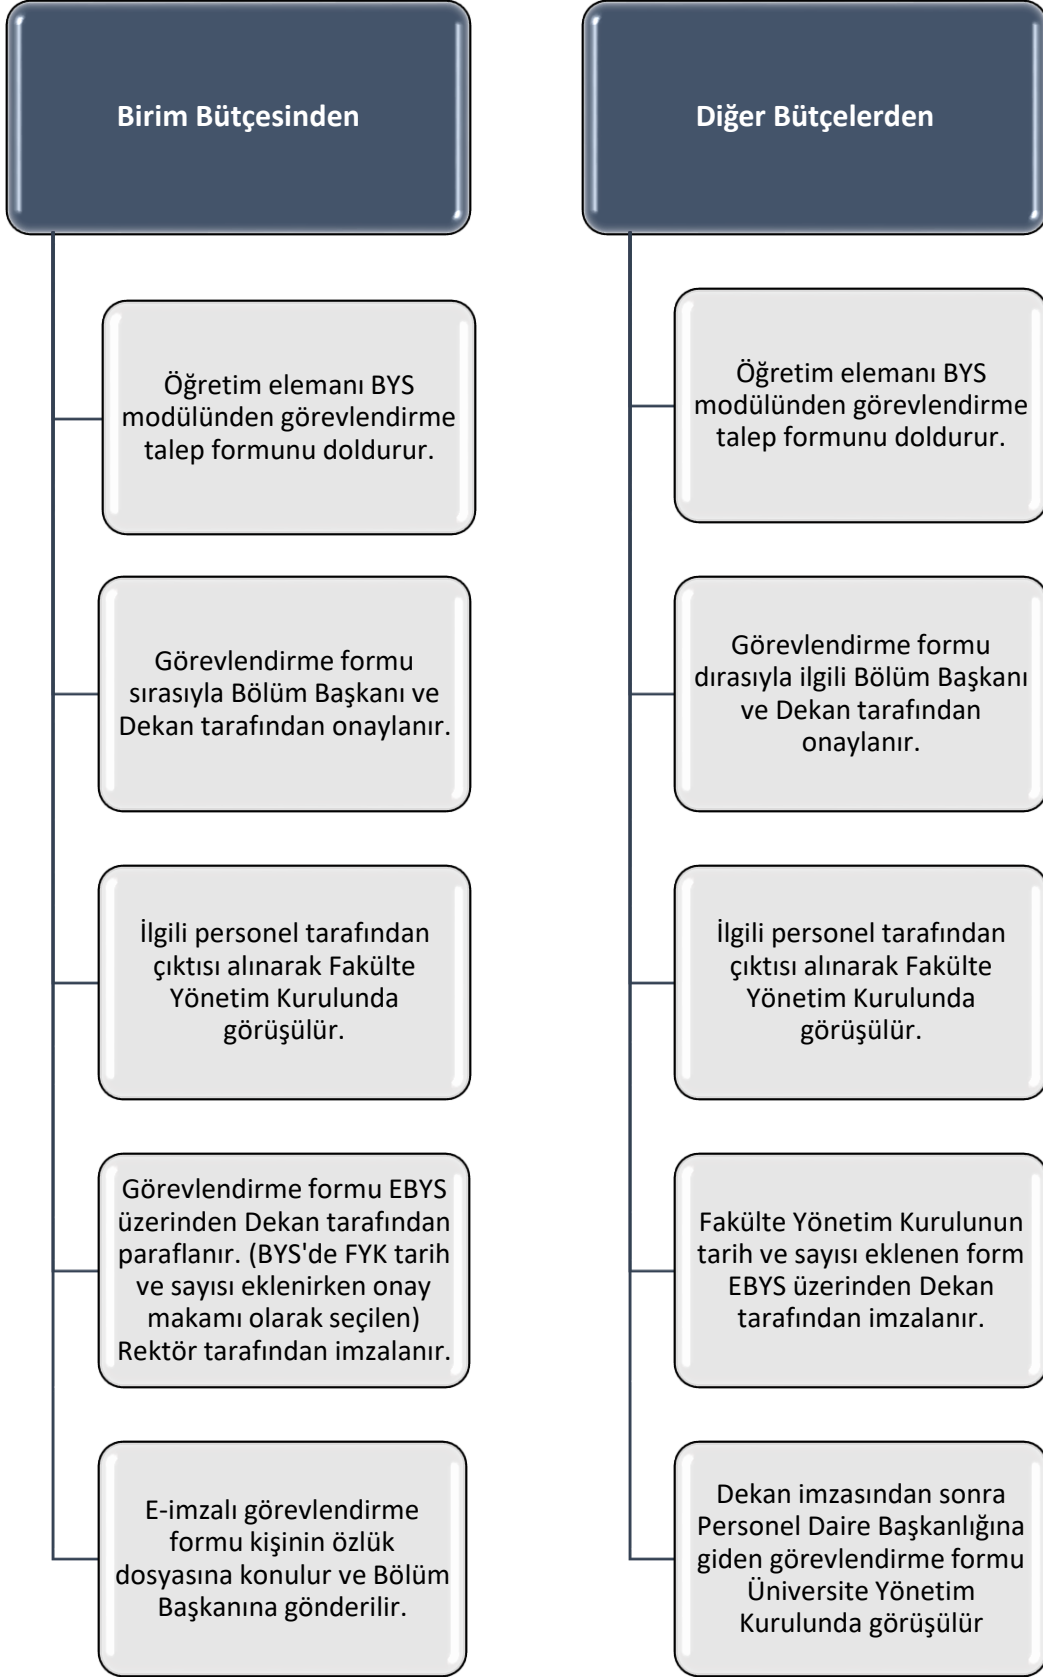 Birim Bütçesinden
Öğretim elemanı BYS
modülünden görevlendirme
talep formunu doldurur.
Görevlendirme formu
sırasıyla Bölüm Başkanı ve
Dekan tarafından onaylanır.
İlgili personel tarafından
çıktısı alınarak Fakülte
Yönetim Kurulunda
görüşülür.
Görevlendirme formu EBYS
üzerinden Dekan tarafından
paraflanır. (BYS'de FYK tarih
ve sayısı eklenirken onay
makamı olarak seçilen)
Rektör tarafından imzalanır.
E-imzalı görevlendirme
formu kişinin özlük
dosyasına konulur ve Bölüm
Başkanına gönderilir.
Diğer Bütçelerden
Öğretim elemanı BYS
modülünden görevlendirme
talep formunu doldurur.
Görevlendirme formu
dırasıyla ilgili Bölüm Başkanı
ve Dekan tarafından
onaylanır.
İlgili personel tarafından
çıktısı alınarak Fakülte
Yönetim Kurulunda
görüşülür.
Fakülte Yönetim Kurulunun
tarih ve sayısı eklenen form
EBYS üzerinden Dekan
tarafından imzalanır.
Dekan imzasından sonra
Personel Daire Başkanlığına
giden görevlendirme formu
Üniversite Yönetim
Kurulunda görüşülür